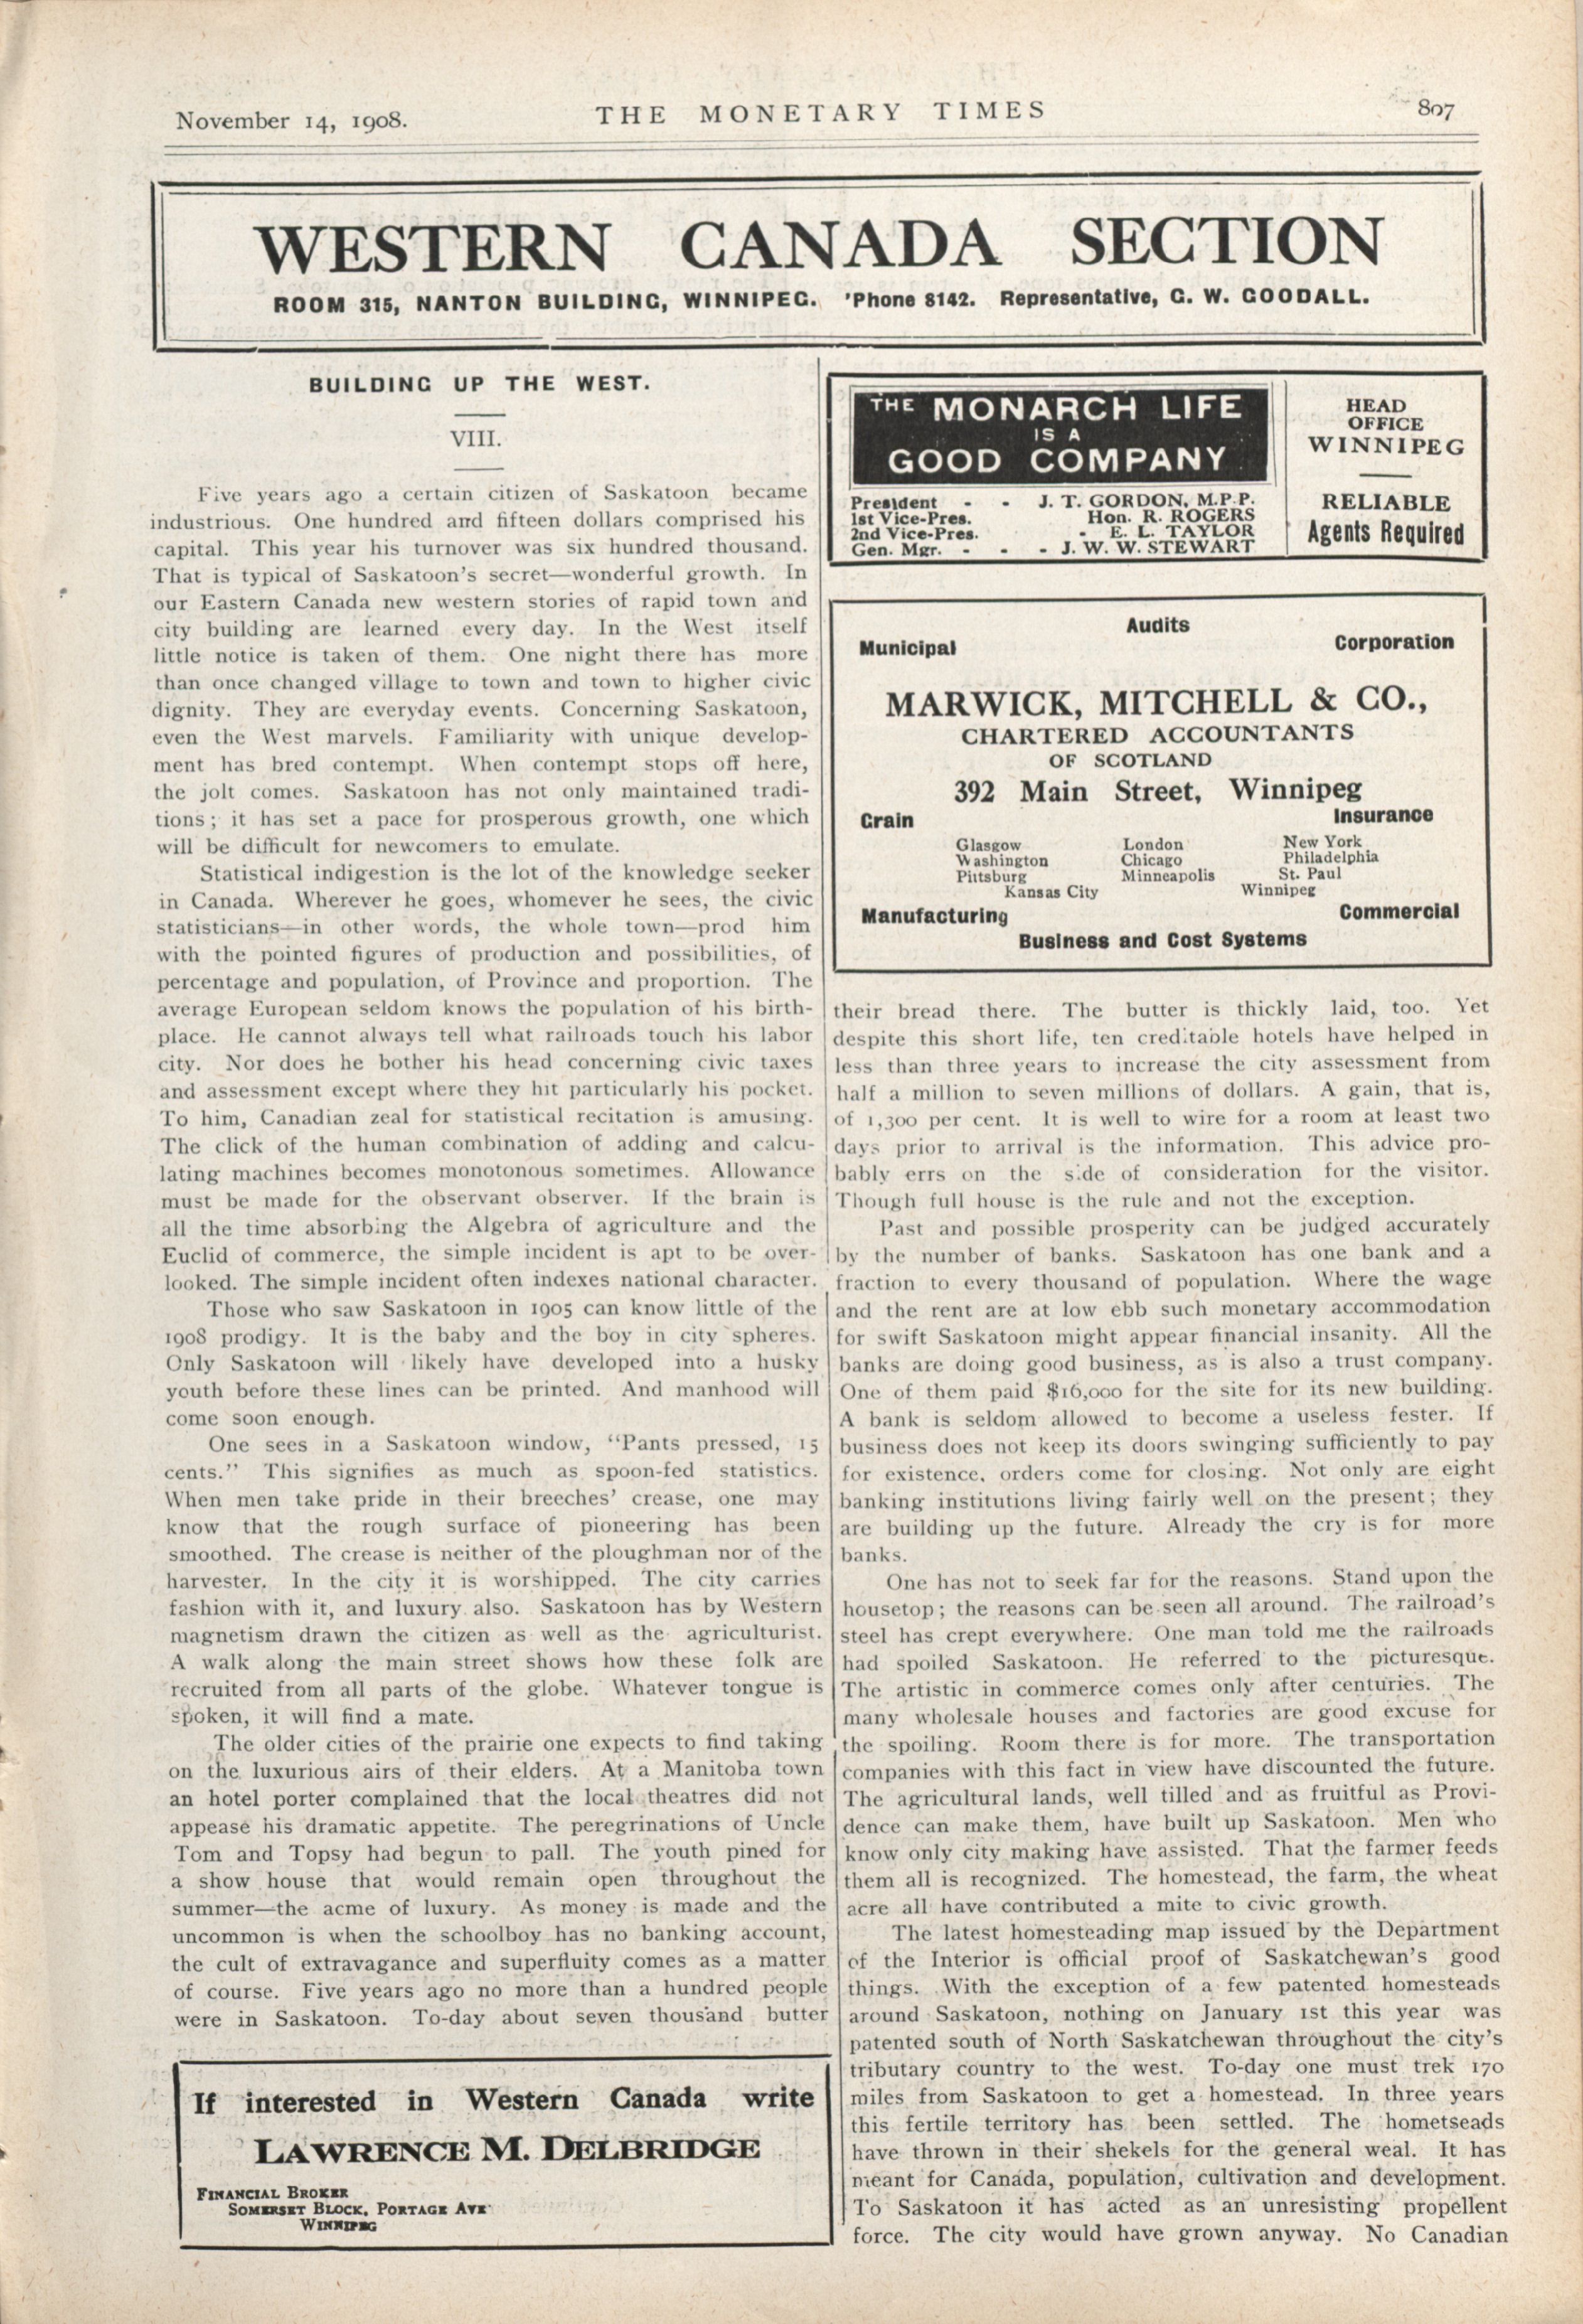 November 14, 1908.
THE MONETARY TIMES
807
WESTERN CANADA SECTION
ROOM 315, NANTON BUILDING, WINNIPEG. 'Phone 8142. Representative, G. W. GOODALL.
BUILDING UP THE WEST.
VIII.
Five years ago a certain citizen of Saskatoon became
industrious. One hundred and fifteen dollars comprised his
capital. This year his turnover was six hundred thousand.
That is typical of Saskatoon's secret—wonderful growth. In
our Eastern Canada new western stories of rapid town and
city building are learned every day. In the West itself
little notice is taken of them. One night there has more
than once changed village to town and town to higher civic
dignity. They are everyday events. Concerning Saskatoon,
even the West marvels. Familiarity with unique develop-
ment has bred contempt. When contempt stops off here,
the jolt comes. Saskatoon has not only maintained tradi-
tions; it has set a pace for prosperous growth, one which
will be difficult for newcomers to emulate.
Statistical indigestion is the lot of the knowledge seeker
in Canada. Wherever he goes, whomever he sees, the civic
statisticians—in other words, the whole town—prod him
with the pointed figures of production and possibilities, of
percentage and population, of Province and proportion. The
average European seldom knows the population of his birth-
place. He cannot always tell what railroads touch his labor
city. Nor does he bother his head concerning civic taxes
and assessment except where they hit particularly his pocket.
To him, Canadian zeal for statistical recitation is amusing.
The click of the human combination of adding and calcu-
lating machines becomes monotonous sometimes. Allowance
must be made for the observant observer. If the brain is
all the time absorbing the Algebra of agriculture and the
Euclid of commerce, the simple incident is apt to be over-
looked. The simple incident often indexes national character.
Those who saw Saskatoon in 1905 can know little of the
1908 prodigy. It is the baby and the boy in city spheres.
Only Saskatoon will likely have developed into a husky
youth before these lines can be printed. And manhood will
come soon enough.
One sees in a Saskatoon window, "Pants pressed, 15
cents." This signifies as much as spoon-fed statistics.
When men take pride in their breeches' crease, one may
know that the rough surface of pioneering has been
smoothed. The crease is neither of the ploughman nor of the
harvester. In the city it is worshipped. The city carries
fashion with it, and luxury also. Saskatoon has by Western
magnetism drawn the citizen as well as the agriculturist.
A walk along the main street shows how these folk are
recruited from all parts of the globe. Whatever tongue is
spoken, it will find a mate.
The older cities of the prairie one expects to find taking
on the luxurious airs of their elders. At a Manitoba town
an hotel porter complained that the local theatres did not
appease his dramatic appetite. The peregrinations of Uncle
Tom and Topsy had begun to pall. The youth pined for
a show house that would remain open throughout the
summer—the acme of luxury. As money is made and the
uncommon is when the schoolboy has no banking account,
the cult of extravagance and superfluity comes as a matter
of course. Five years ago no more than a hundred people
were in Saskatoon. To-day about seven thousand butter
If interested in Western Canada write
LAWRENCE M. DELBRIDGE
FINANCIAL BROKER
SOMERSET BLOCK, PORTAGE AVE
WINNIPEG
THE MONARCH LIFE
IS A
GOOD COMPANY
President - - J. T. GORDON, M.P.P.
1st Vice-Pres. Hon. R. ROGERS
2nd Vice-Pres. - E. L. TAYLOR
Gen. Mgr. - - - J. W. W. STEWART
HEAD
OFFICE
WINNIPEG
RELIABLE
Agents Required
Audits
Municipal
Corporation
MARWICK, MITCHELL & CO.,
CHARTERED ACCOUNTANTS
OF SCOTLAND
392 Main Street, Winnipeg
Grain
Insurance
Glasgow London New York
Washington Chicago Philadelphia
Pittsburg Minneapolis St. Paul
Kansas City Winnipeg
Manufacturing
Commercial
Business and Cost Systems
their bread there. The butter is thickly laid, too. Yet
despite this short life, ten creditable hotels have helped in
less than three years to increase the city assessment from
half a million to seven millions of dollars. A gain, that is,
of 1,300 per cent. It is well to wire for a room at least two
days prior to arrival is the information. This advice pro-
bably errs on the side of consideration for the visitor.
Though full house is the rule and not the exception.
Past and possible prosperity can be judged accurately
by the number of banks. Saskatoon has one bank and a
fraction to every thousand of population. Where the wage
and the rent are at low ebb such monetary accommodation
for swift Saskatoon might appear financial insanity. All the
banks are doing good business, as is also a trust company.
One of them paid $16,000 for the site for its new building.
A bank is seldom allowed to become a useless fester. If
business does not keep its doors swinging sufficiently to pay
for existence, orders come for closing. Not only are eight
banking institutions living fairly well on the present; they
are building up the future. Already the cry is for more
banks.
One has not to seek far for the reasons. Stand upon the
housetop; the reasons can be seen all around. The railroad's
steel has crept everywhere. One man told me the railroads
had spoiled Saskatoon. He referred to the picturesque.
The artistic in commerce comes only after centuries. The
many wholesale houses and factories are good excuse for
the spoiling. Room there is for more. The transportation
companies with this fact in view have discounted the future.
The agricultural lands, well tilled and as fruitful as Provi-
dence can make them, have built up Saskatoon. Men who
know only city making have assisted. That the farmer feeds
them all is recognized. The homestead, the farm, the wheat
acre all have contributed a mite to civic growth.
The latest homesteading map issued by the Department
of the Interior is official proof of Saskatchewan's good
things. With the exception of a few patented homesteads
around Saskatoon, nothing on January 1st this year was
patented south of North Saskatchewan throughout the city's
tributary country to the west. To-day one must trek 170
miles from Saskatoon to get a homestead. In three years
this fertile territory has been settled. The hometseads
have thrown in their shekels for the general weal. It has
meant for Canada, population, cultivation and development.
To Saskatoon it has acted as an unresisting propellent
force. The city would have grown anyway. No Canadian